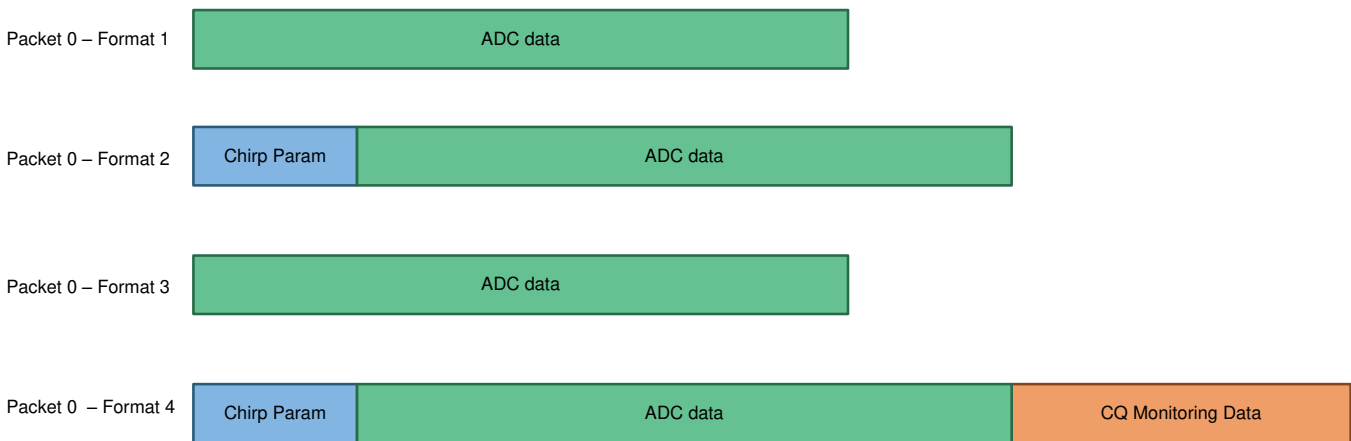 Packet 0 – Format 1
ADC data
Packet 0 – Format 2
Chirp Param
ADC data
Packet 0 – Format 3
ADC data
Packet 0 – Format 4
Chirp Param
ADC data
CQ Monitoring Data